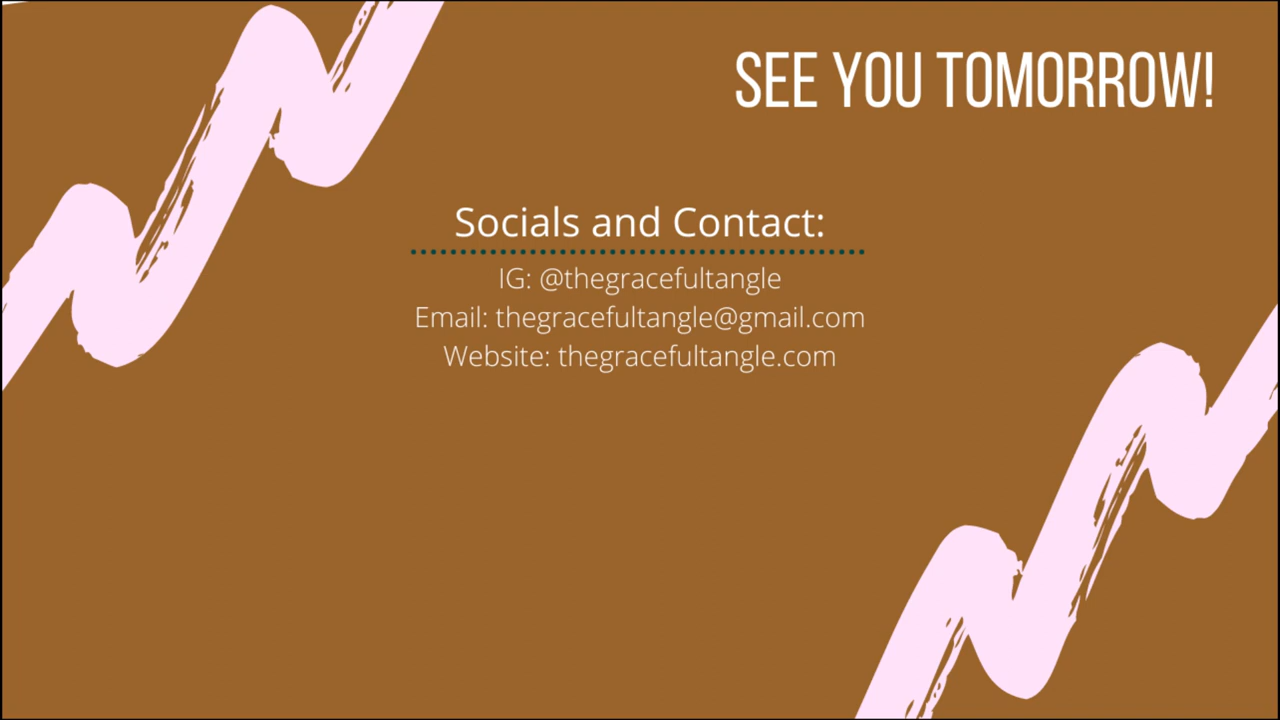 SEE YOU TOMORROW!
Socials and Contact:
IG: @thegracefultangle
Email: thegracefultangle@gmail.com
Website: thegracefultangle.com